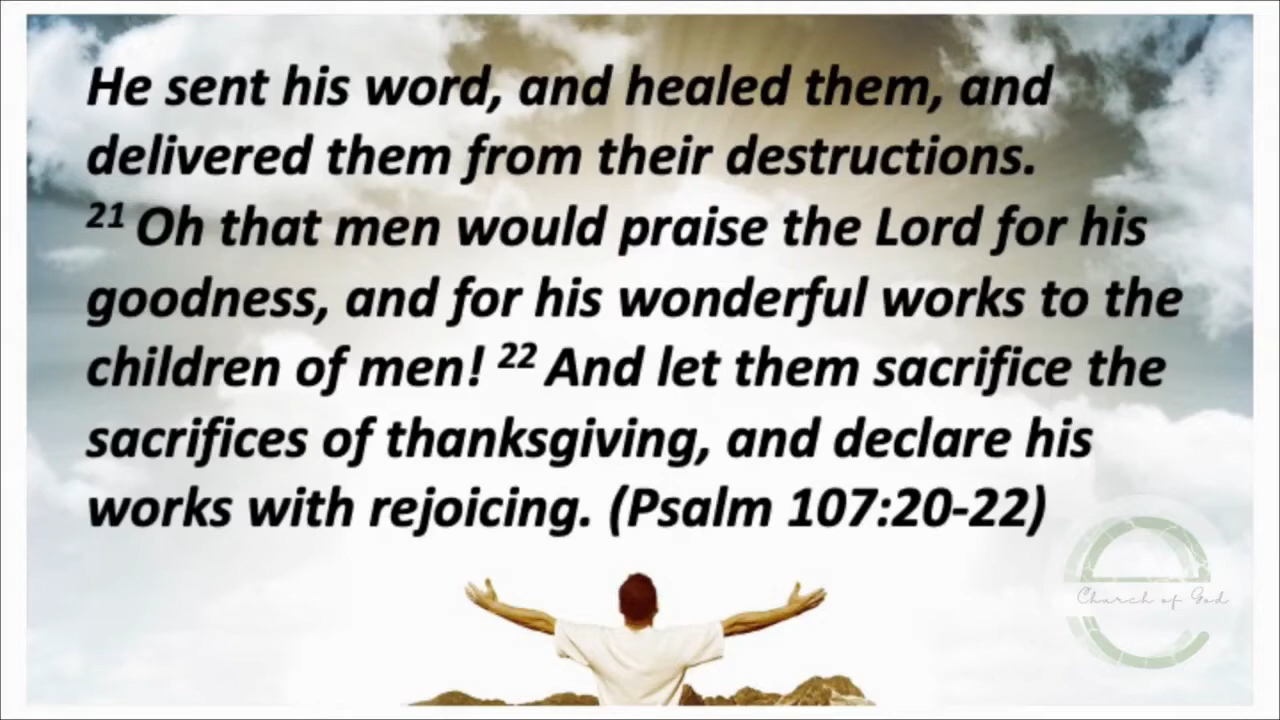 He sent his word, and healed them, and
delivered them from their destructions.
21 Oh that men would praise the Lord for his
goodness, and for his wonderful works to the
children of men! 22 And let them sacrifice the
sacrifices of thanksgiving, and declare his
works with rejoicing. (Psalm 107:20-22)
Church of God